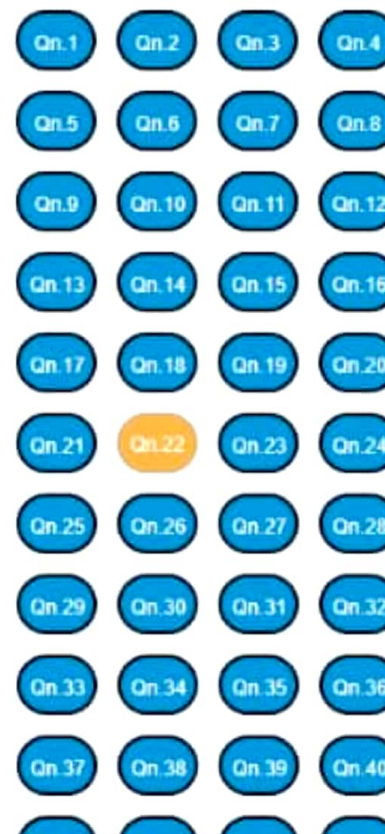 Qn.1 Qn.2 Qn.3 Qn.4
Qn.5 Qn.6 Qn.7 Qn.8
Qn.9 Qn.10 Qn.11 Qn.12
Qn.13 Qn.14 Qn.15 Qn.16
Qn.17 Qn.18 Qn.19 Qn.20
Qn.21 Qn.22 Qn.23 Qn.24
Qn.25 Qn.26 Qn.27 Qn.28
Qn.29 Qn.30 Qn.31 Qn.32
Qn.33 Qn.34 Qn.35 Qn.36
Qn.37 Qn.38 Qn.39 Qn.40